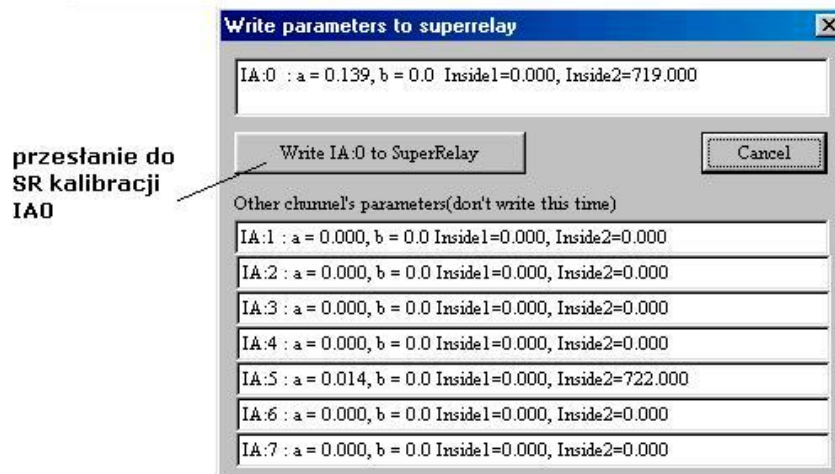 Write parameters to superrelay
IA:0 : a = 0.139, b = 0.0 Inside1=0.000, Inside2=719.000
Write IA:0 to SuperRelay
Cancel
przesłanie do
SR kalibracji
IA0
Other chunnel's parameters(don't write this time)
IA:1 : a = 0.000, b = 0.0 Inside1=0.000, Inside2=0.000
IA:2 : a = 0.000, b = 0.0 Inside1=0.000, Inside2=0.000
IA:3 : a = 0.000, b = 0.0 Inside1=0.000, Inside2=0.000
IA:4 : a = 0.000, b = 0.0 Inside1=0.000, Inside2=0.000
IA:5 : a = 0.014, b = 0.0 Inside1=0.000, Inside2=722.000
IA:6 : a = 0.000, b = 0.0 Inside1=0.000, Inside2=0.000
IA:7 : a = 0.000, b = 0.0 Inside1=0.000, Inside2=0.000